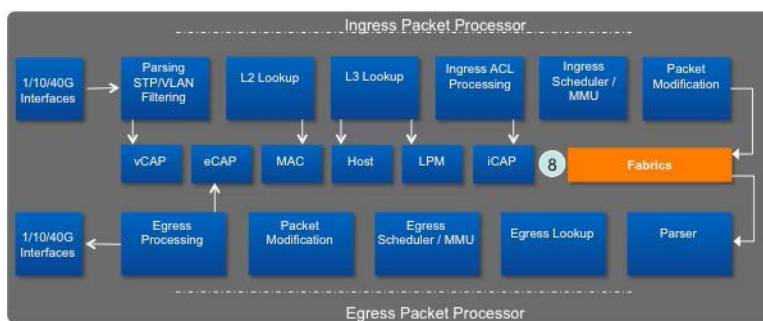 Ingress Packet Processor
1/10/40G
Interfaces
Parsing
STP/VLAN
Filtering
L2 Lookup
L3 Lookup
Ingress ACL
Processing
Ingress
Scheduler /
MMU
Packet
Modification
vCAP
eCAP
MAC
Host
LPM
iCAP
8
Fabrics
1/10/40G
Interfaces
Egress
Processing
Packet
Modification
Egress
Scheduler / MMU
Egress Lookup
Parser
Egress Packet Processor